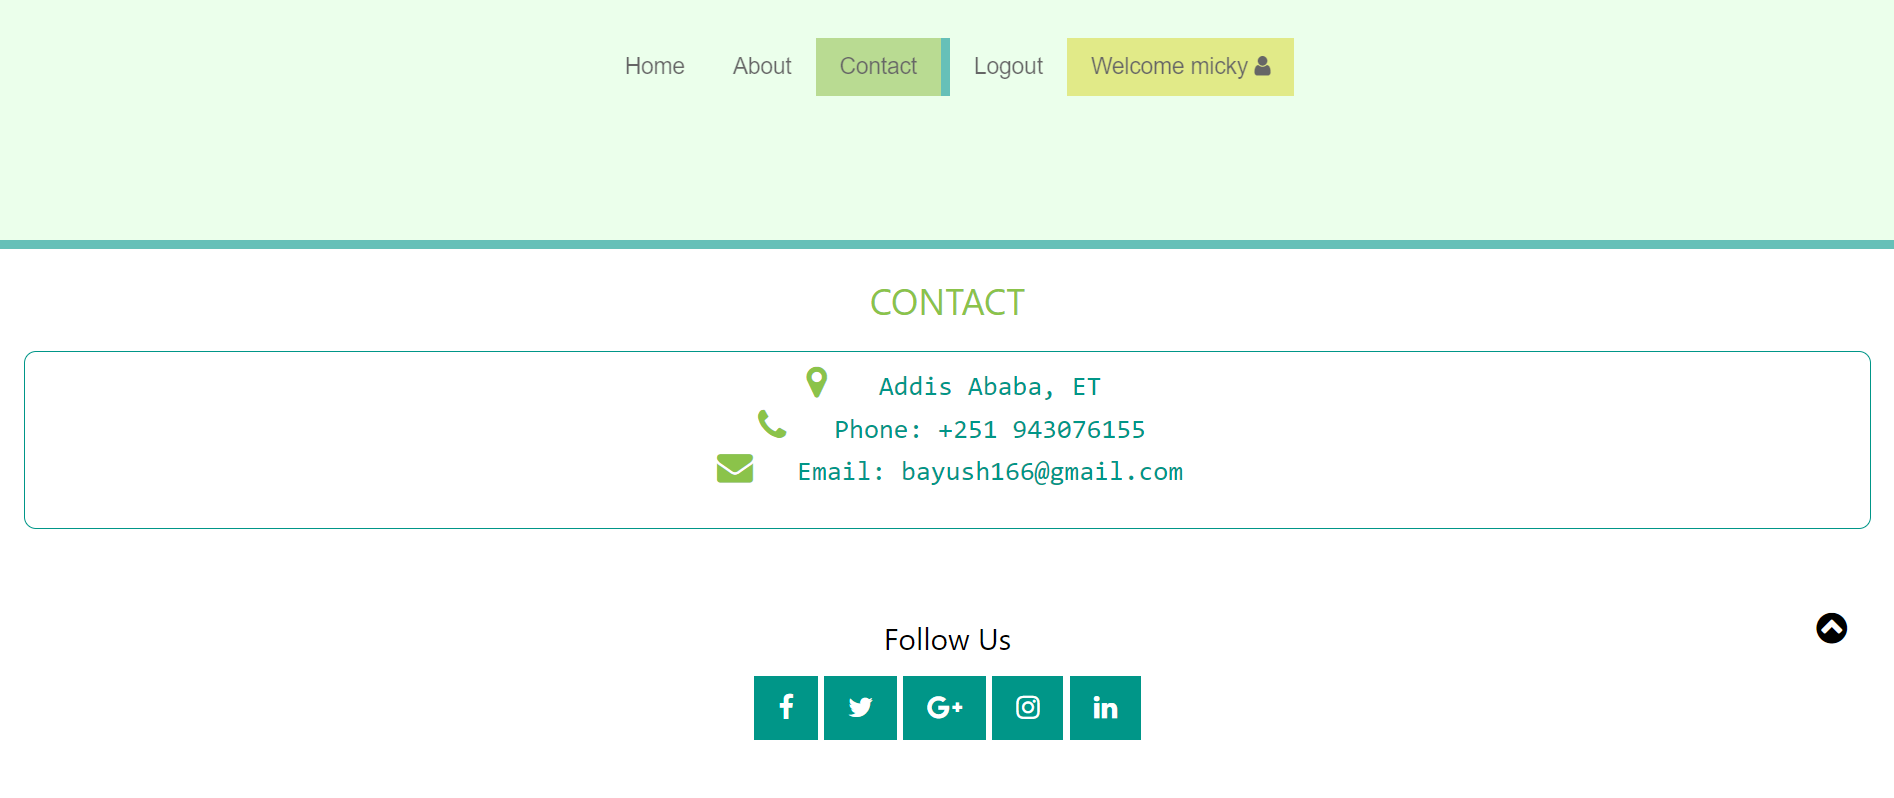 Home About Contact Logout Welcome micky
CONTACT
Addis Ababa, ET
Phone: +251 943076155
Email: bayush166@gmail.com
Follow Us